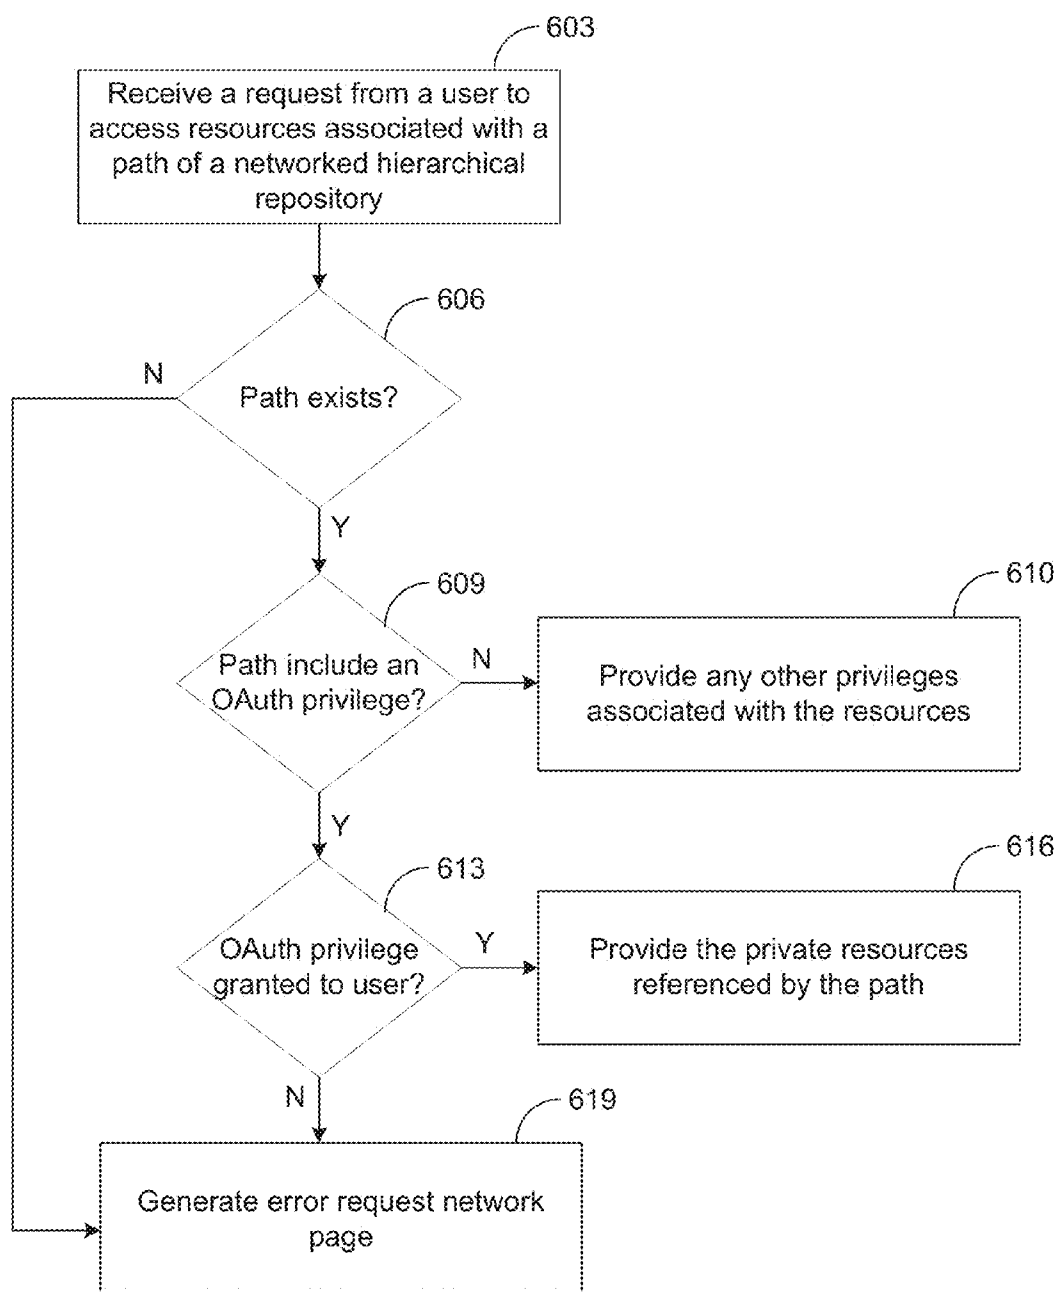 603
Receive a request from a user to
access resources associated with a
path of a networked hierarchical
repository
606
N
Path exists?
Y
609
610
Path include an
OAuth privilege?
N
Provide any other privileges
associated with the resources
Y
613
616
OAuth privilege
granted to user?
Y
Provide the private resources
referenced by the path
N
619
Generate error request network
page